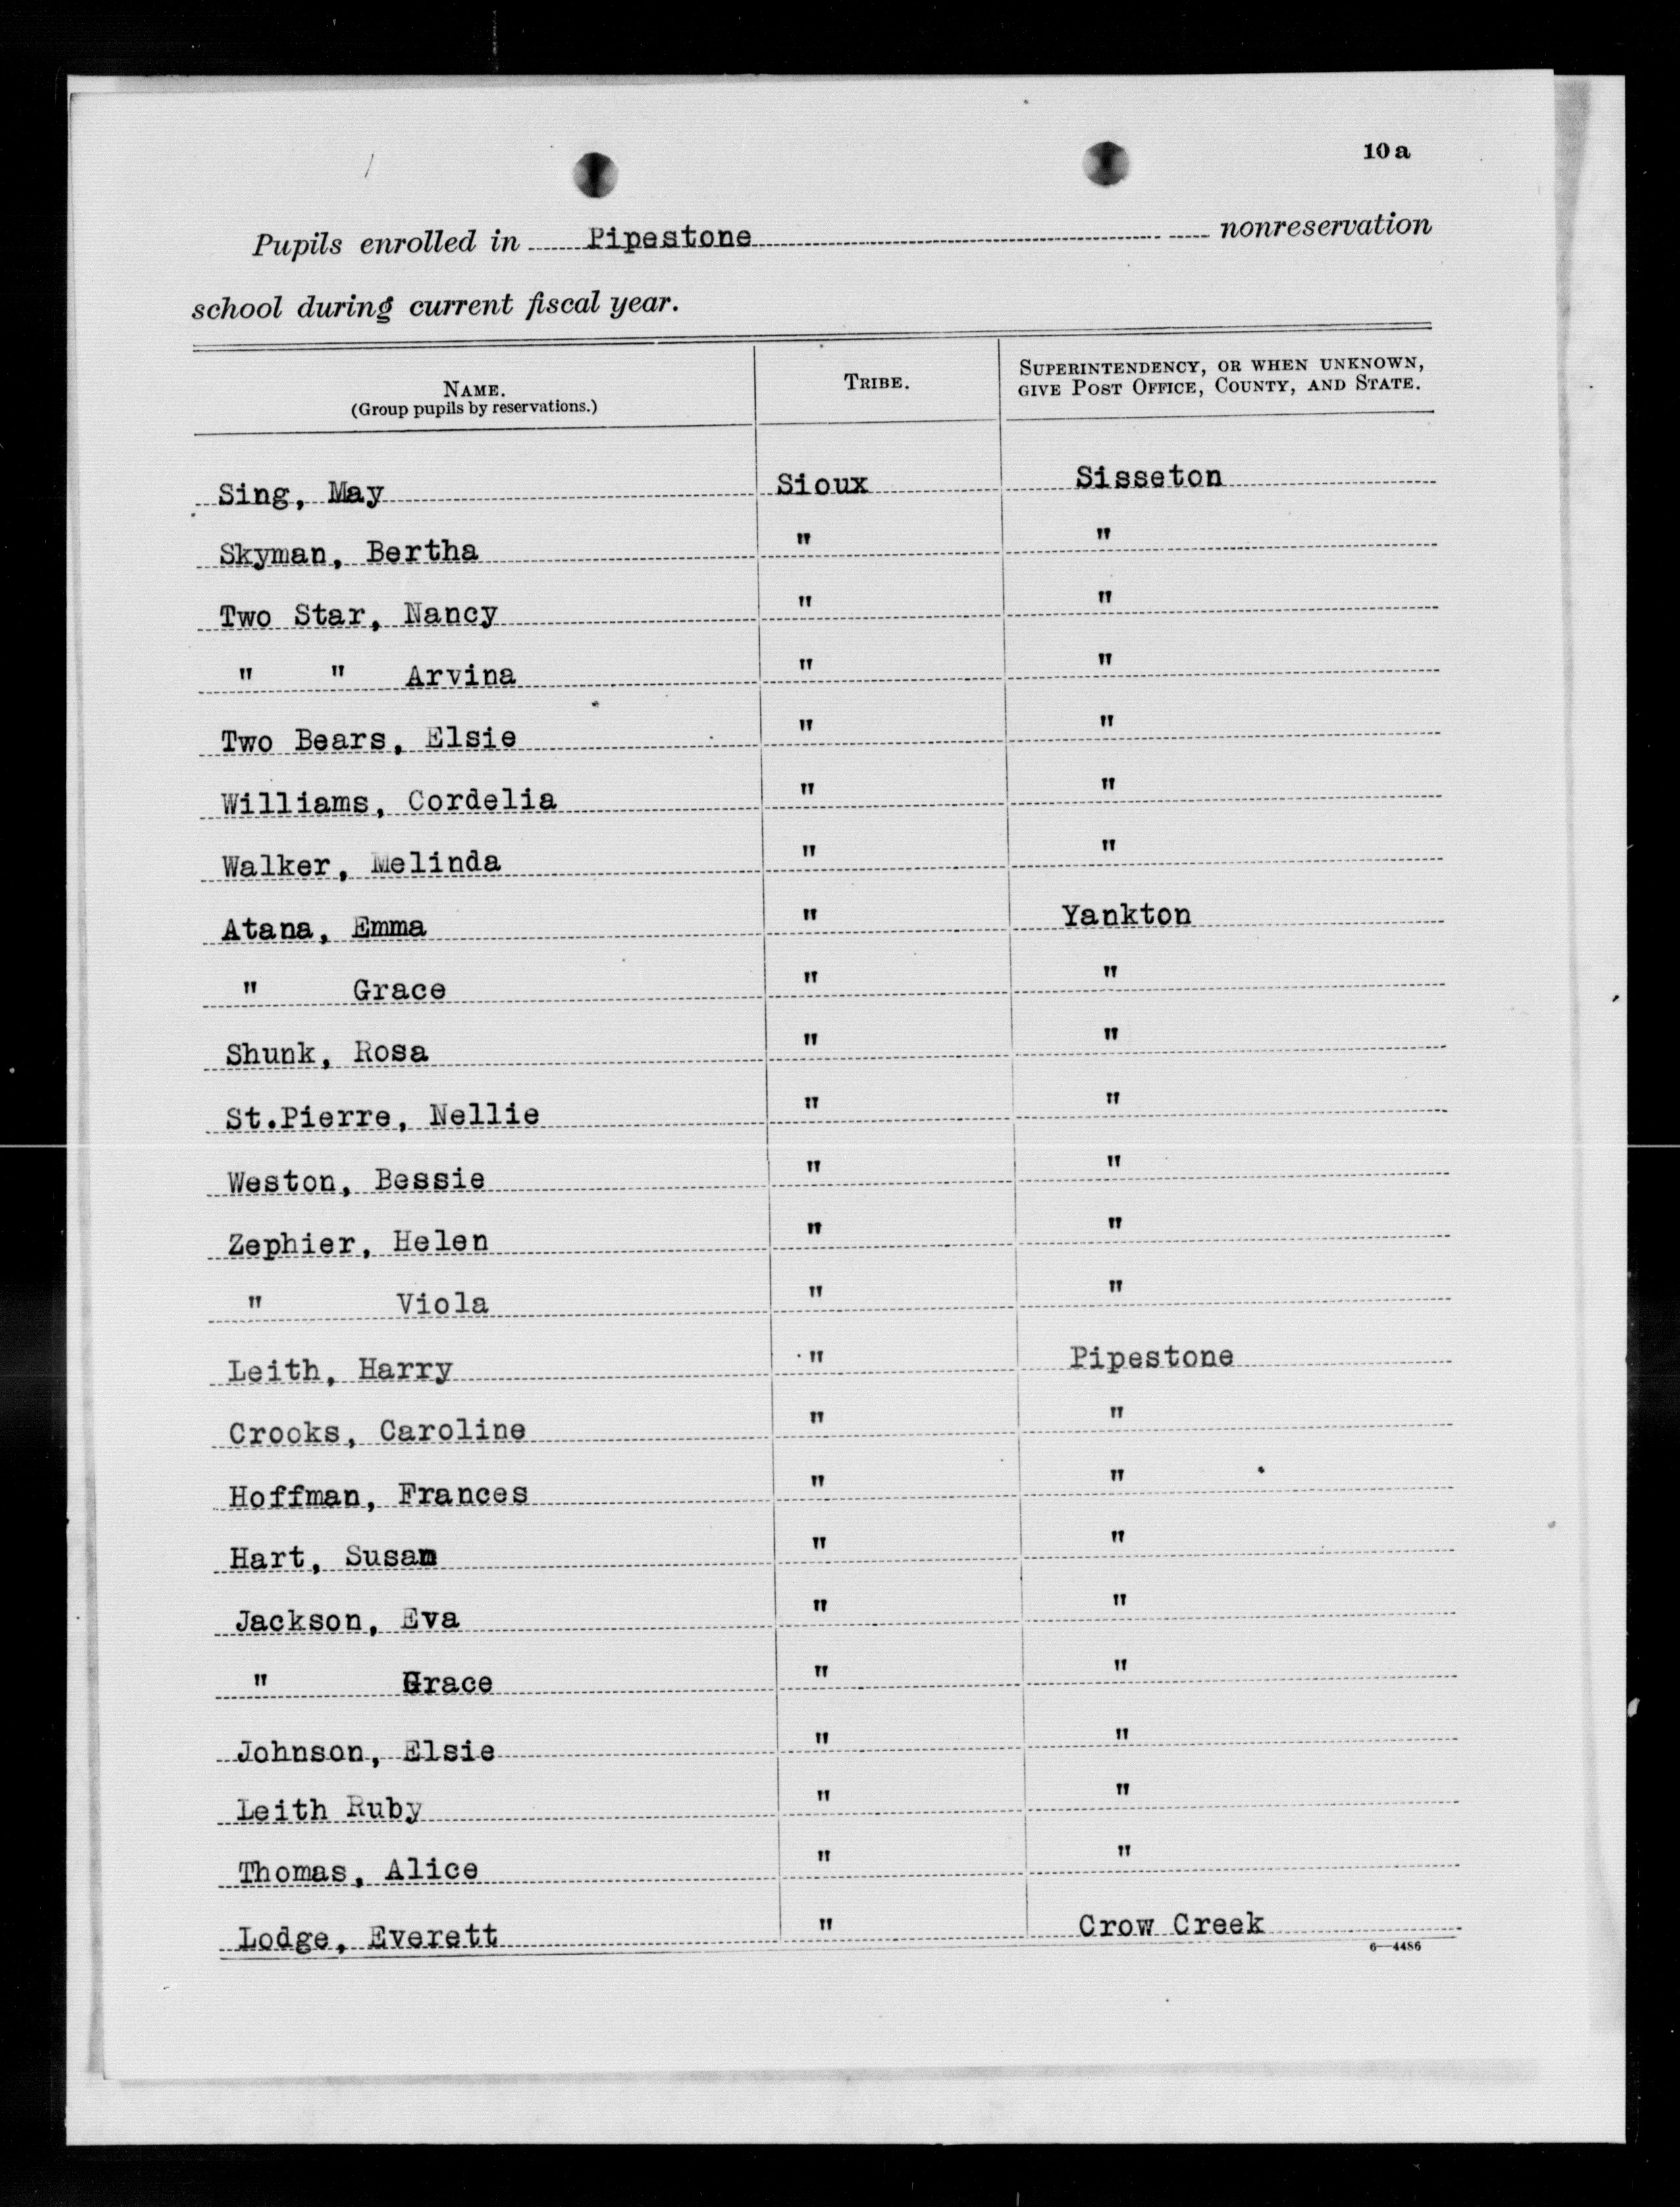 10 a
Pupils enrolled in Pipestone nonreservation
school during current fiscal year.
NAME. TRIBE. SUPERINTENDENCY, OR WHEN UNKNOWN,
(Group pupils by reservations.) GIVE POST OFFICE, COUNTY, AND STATE.
Sing, May Sioux Sisseton
Skyman, Bertha " "
Two Star, Nancy " "
" " Arvina " "
Two Bears, Elsie " "
Williams, Cordelia " "
Walker, Melinda " "
Atana, Emma " Yankton
" Grace " "
Shunk, Rosa " "
St.Pierre, Nellie " "
Weston, Bessie " "
Zephier, Helen " "
" Viola " "
Leith, Harry " Pipestone
Crooks, Caroline " "
Hoffman, Frances " "
Hart, Susan " "
Jackson, Eva " "
" Grace " "
Johnson, Elsie " "
Leith Ruby " "
Thomas, Alice " "
Lodge, Everett " Crow Creek
6—4486